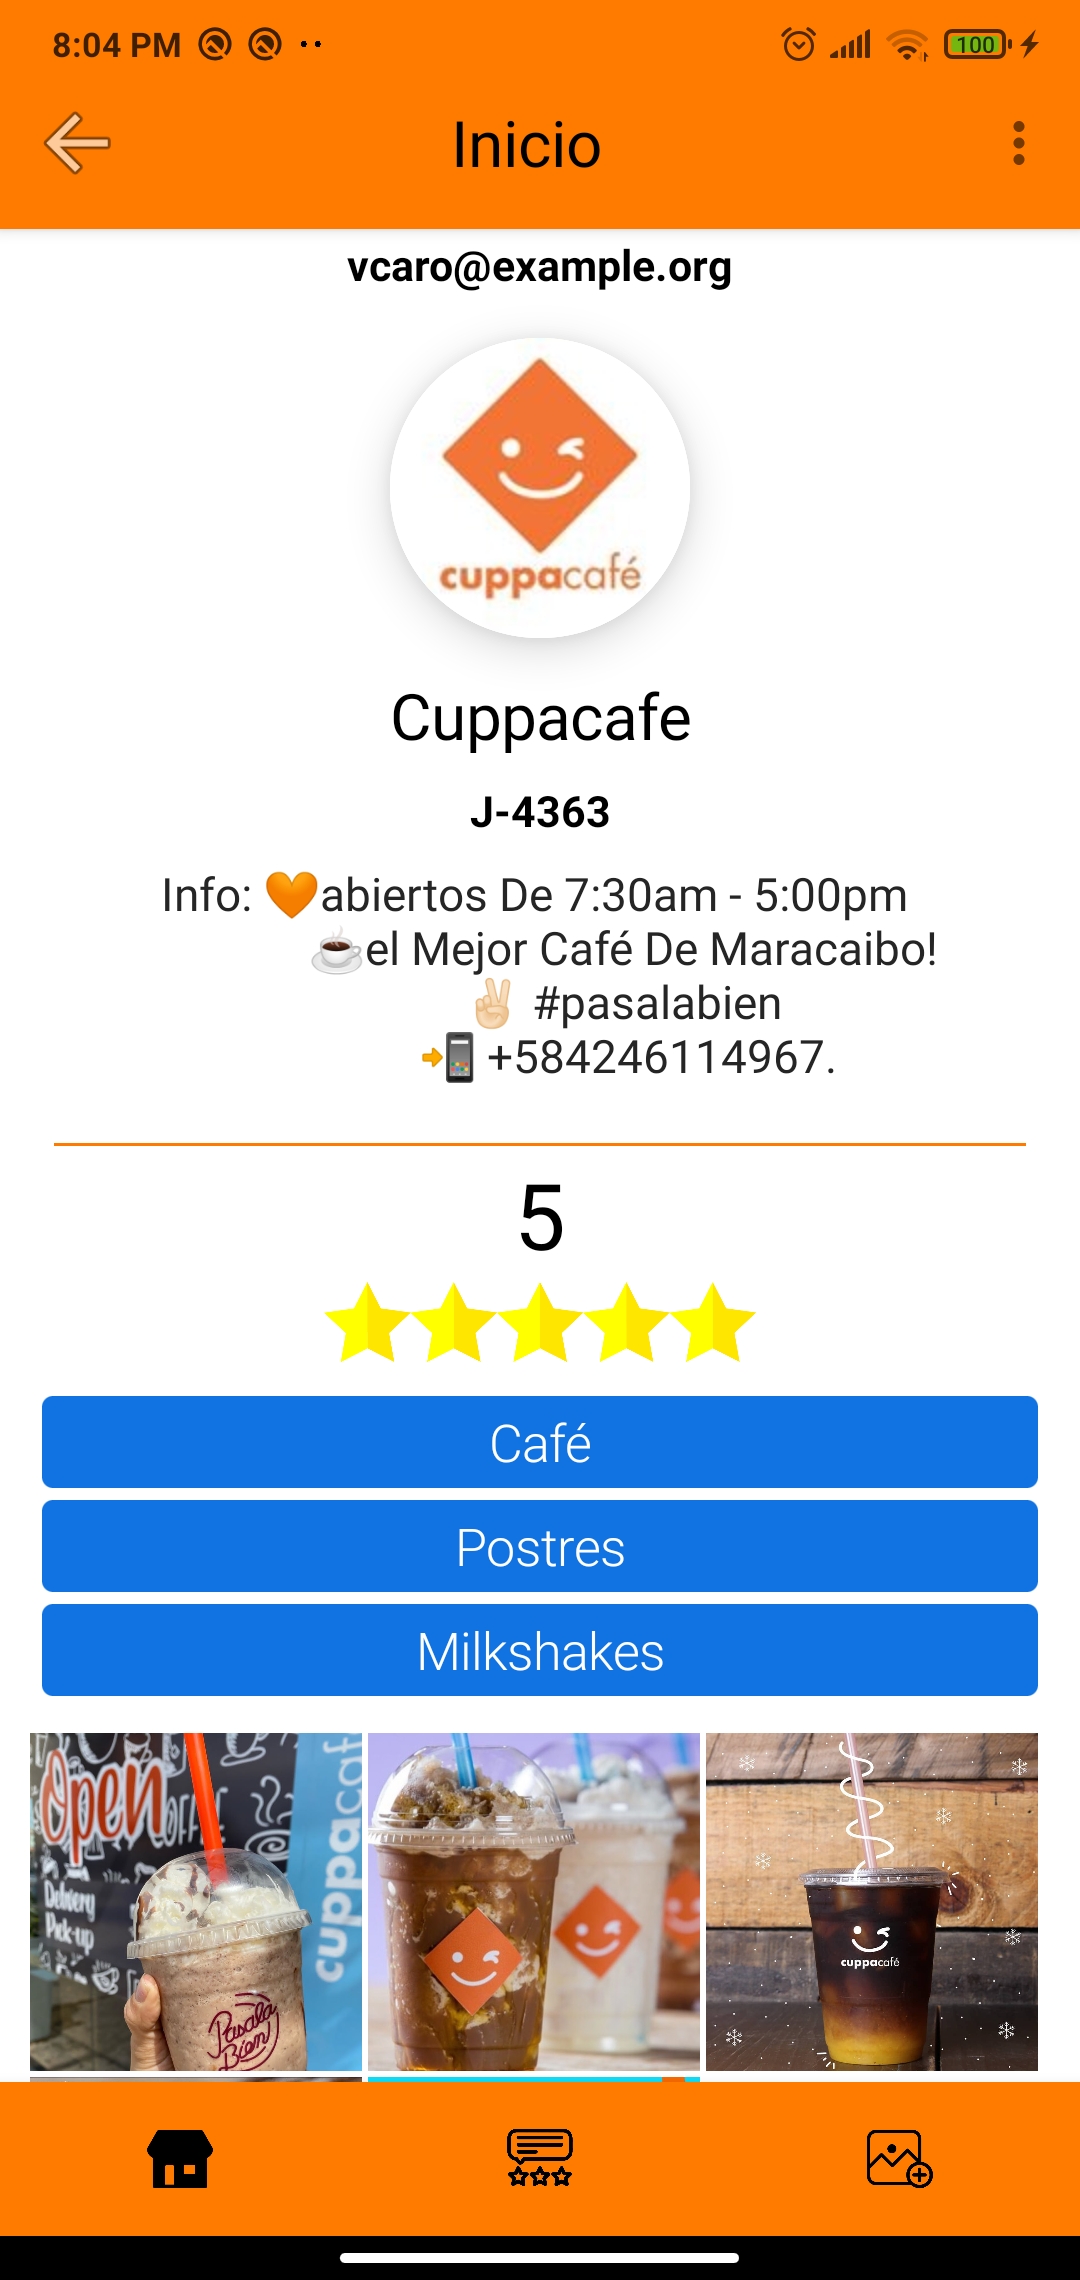 8:04 PM
100
Inicio
vcaro@example.org
cuppacafé
Cuppacafe
J-4363
Info: 🧡abiertos De 7:30am - 5:00pm
☕el Mejor Café De Maracaibo!
✌🏻 #pasalabien
📲 +584246114967.
5
Café
Postres
Milkshakes
Open
Delivery
Pick-up
cuppacaf
Pasala
Bien
cuppacafé